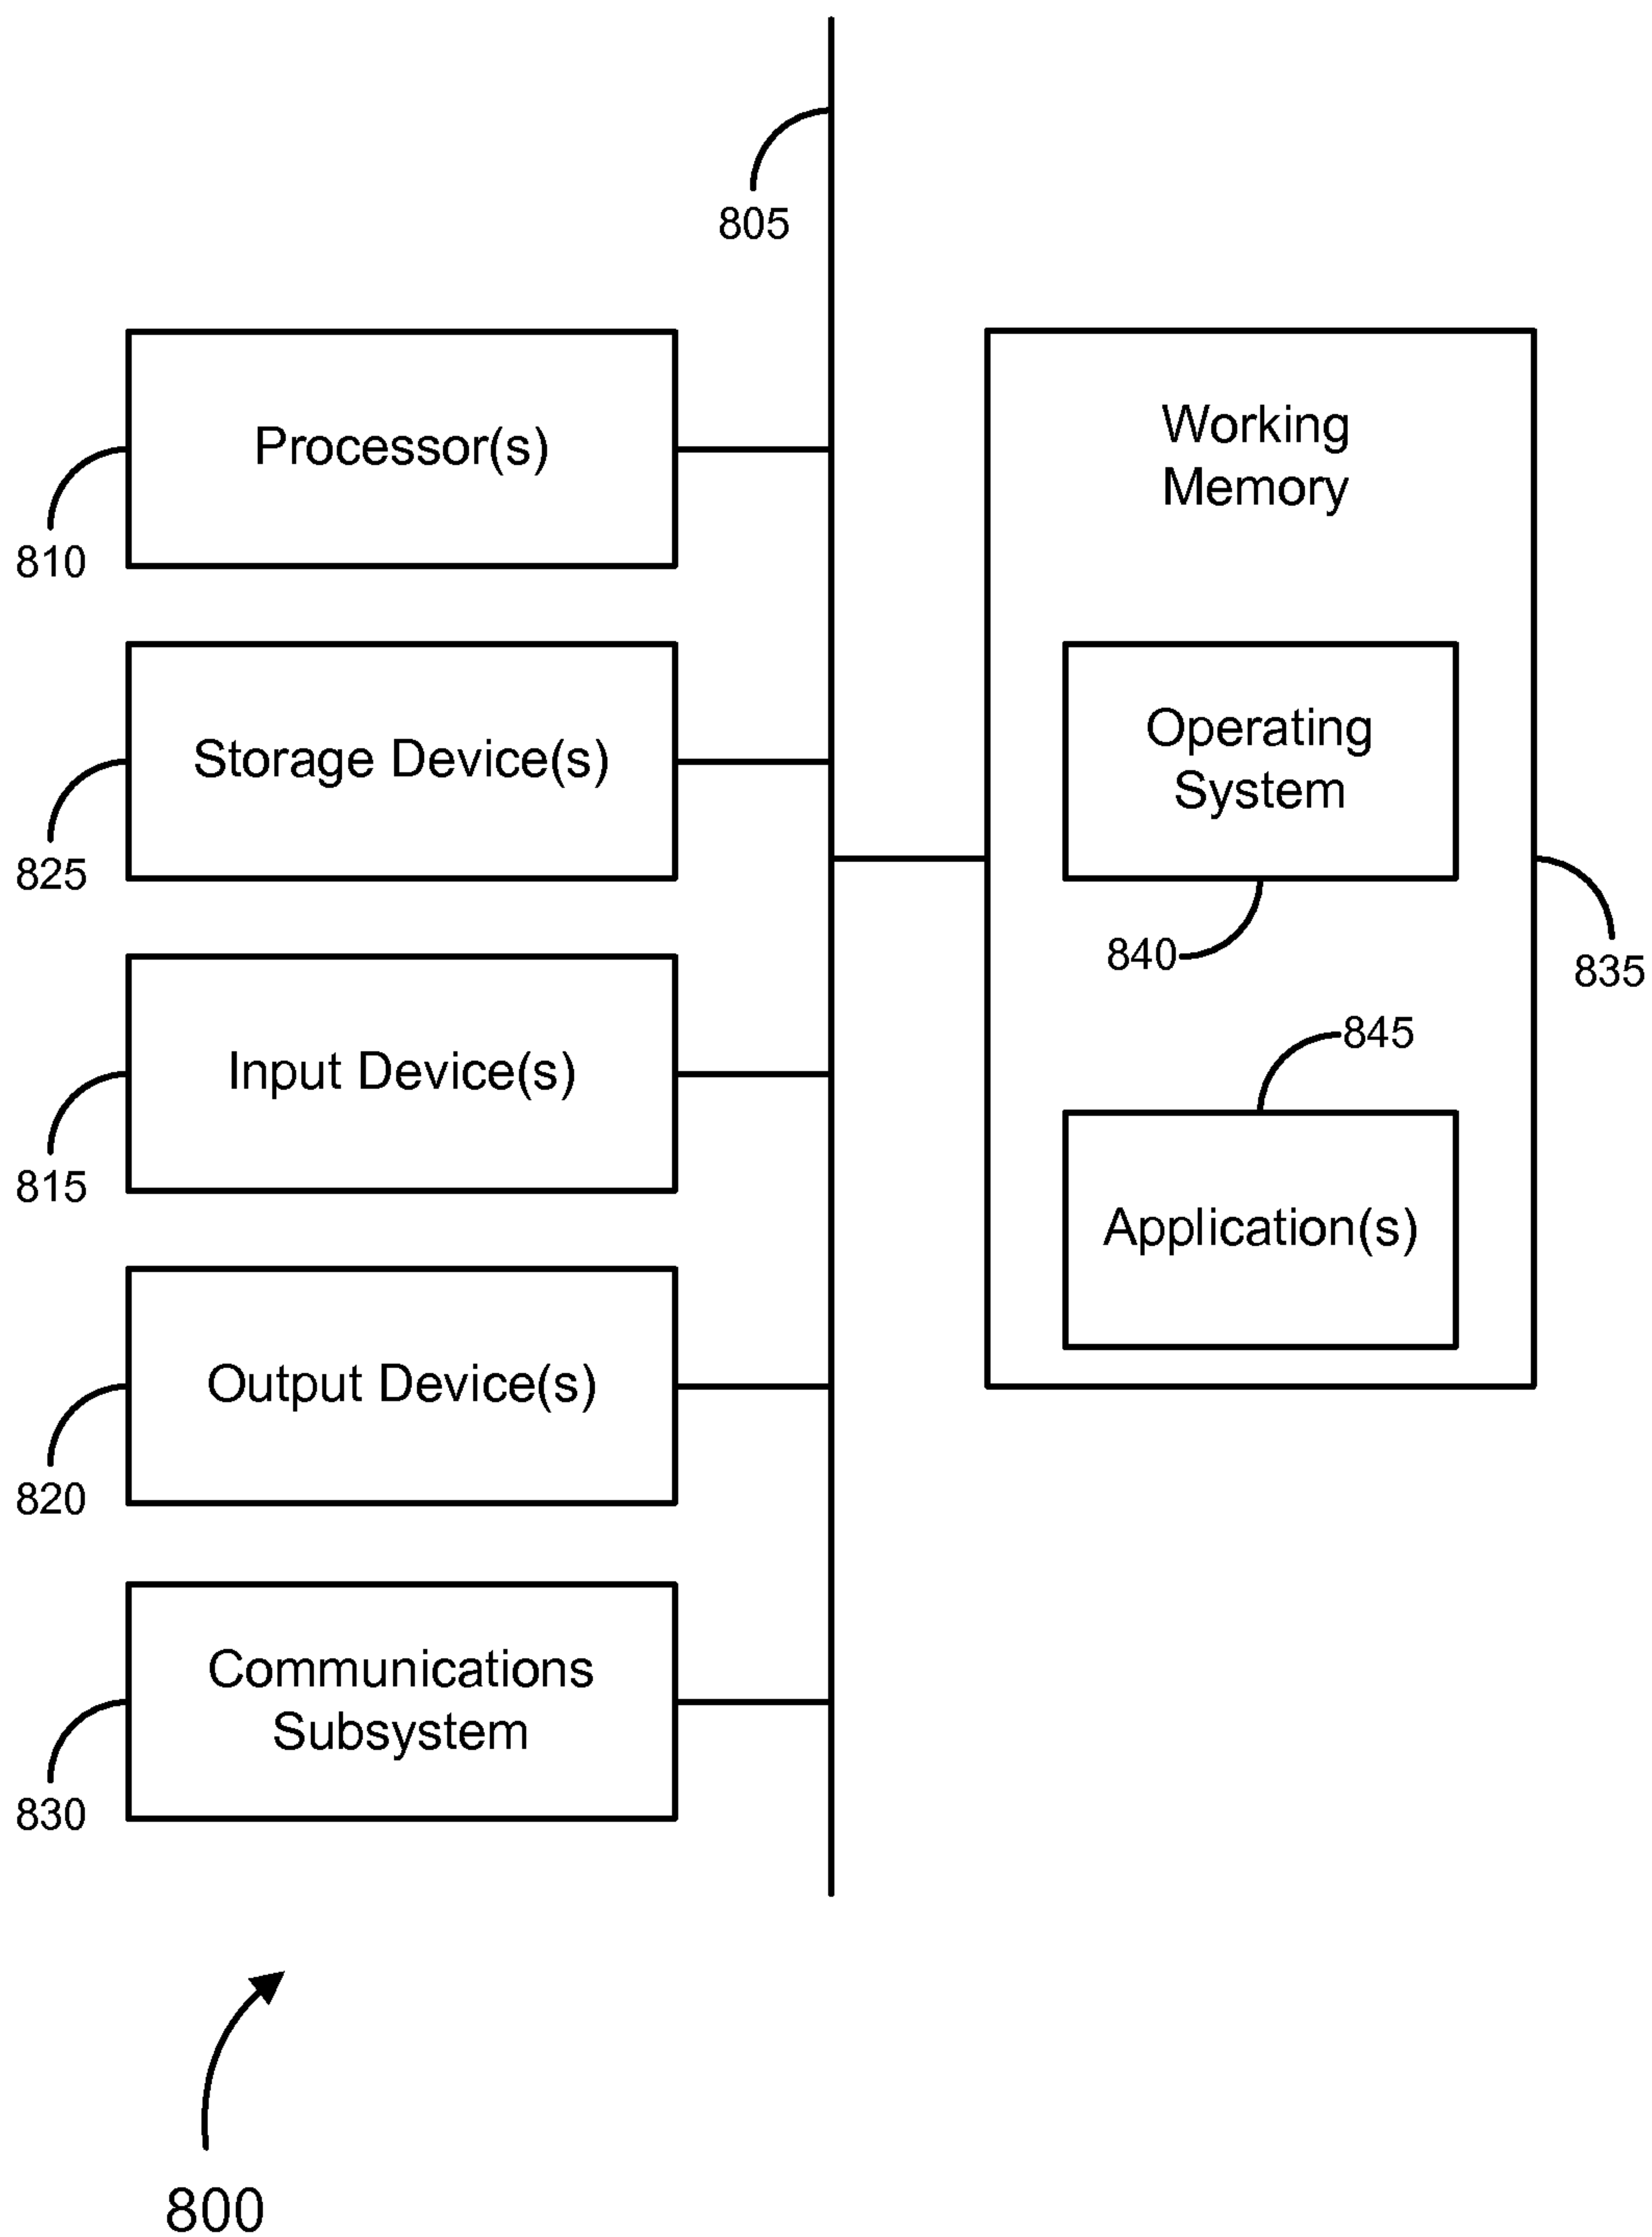 805
Processor(s)
810
Storage Device(s)
825
Input Device(s)
815
Output Device(s)
820
Communications
Subsystem
830
Working
Memory
Operating
System
840
835
845
Application(s)
800